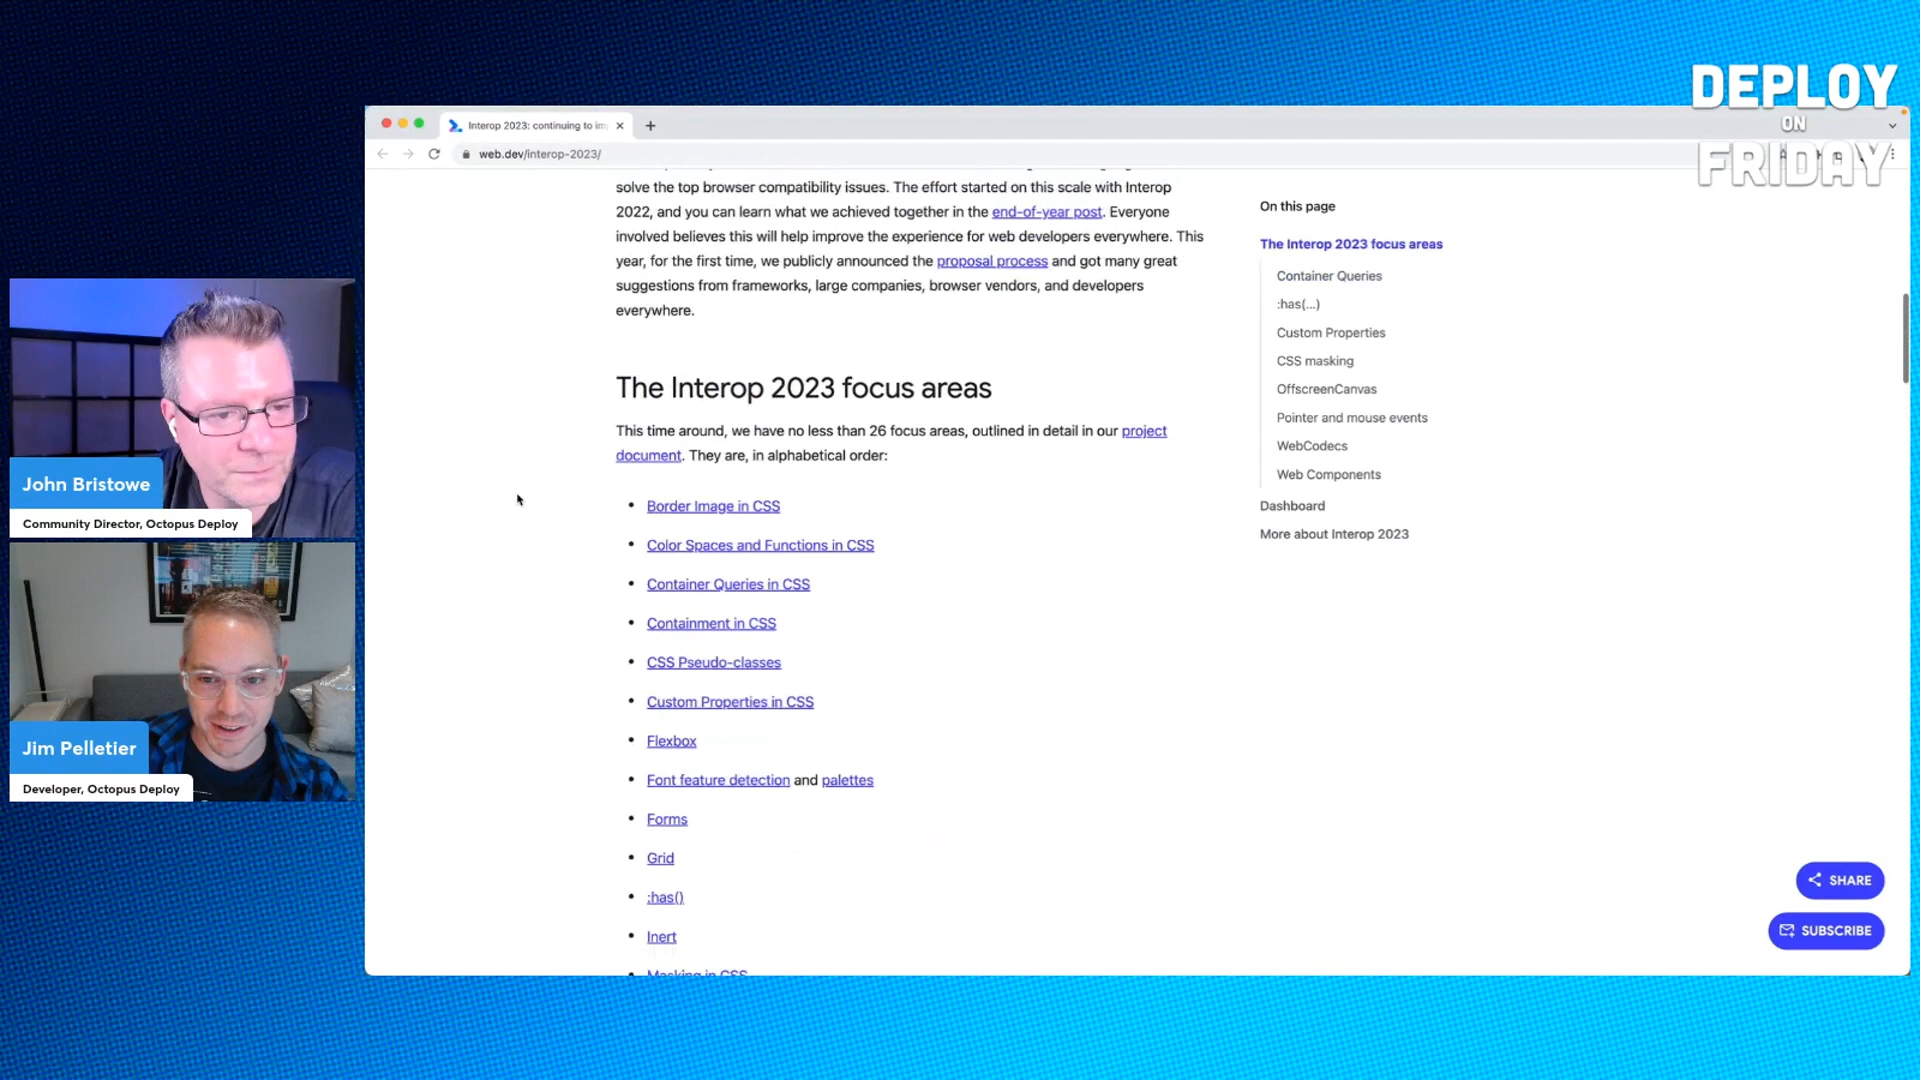 DEPLOY
ON
FRIDAY
Interop 2023: continuing to im
web.dev/interop-2023/
solve the top browser compatibility issues. The effort started on this scale with Interop
2022, and you can learn what we achieved together in the end-of-year post. Everyone
involved believes this will help improve the experience for web developers everywhere. This
year, for the first time, we publicly announced the proposal process and got many great
suggestions from frameworks, large companies, browser vendors, and developers
everywhere.
The Interop 2023 focus areas
This time around, we have no less than 26 focus areas, outlined in detail in our project
document. They are, in alphabetical order:
• Border Image in CSS
• Color Spaces and Functions in CSS
• Container Queries in CSS
• Containment in CSS
• CSS Pseudo-classes
• Custom Properties in CSS
• Flexbox
• Font feature detection and palettes
• Forms
• Grid
• :has()
• Inert
• Masking in CSS
On this page
The Interop 2023 focus areas
Container Queries
:has(...)
Custom Properties
CSS masking
OffscreenCanvas
Pointer and mouse events
WebCodecs
Web Components
Dashboard
More about Interop 2023
SHARE
SUBSCRIBE
John Bristowe
Community Director, Octopus Deploy
Jim Pelletier
Developer, Octopus Deploy